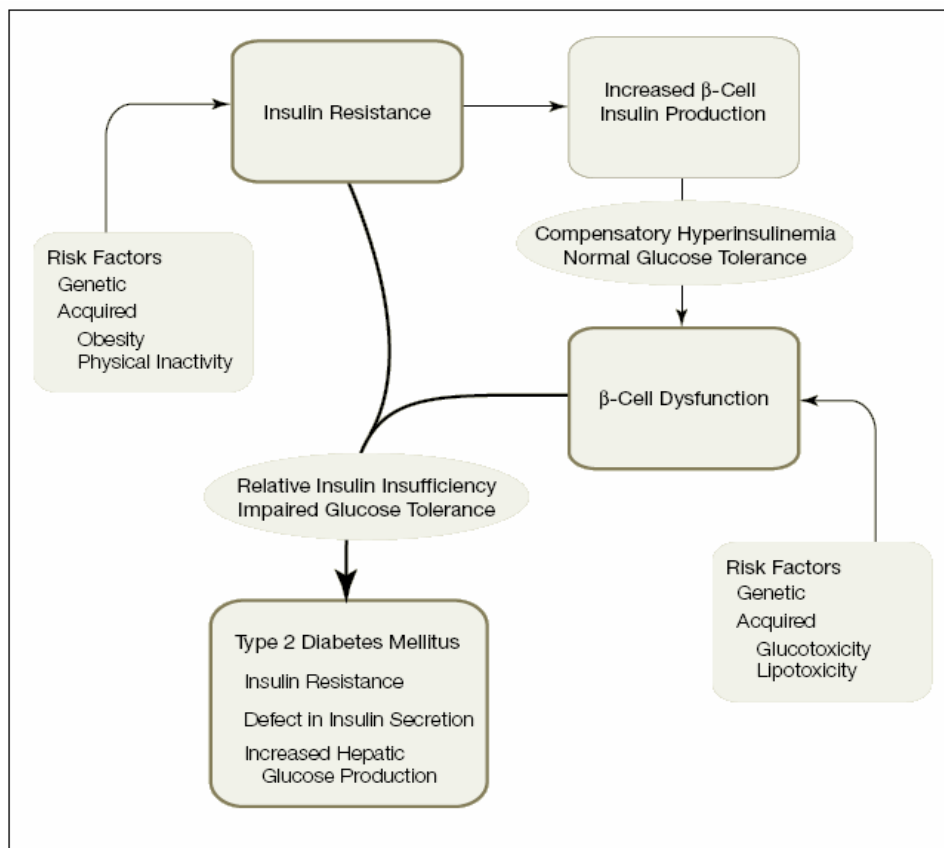 Insulin Resistance
Increased β-Cell
Insulin Production
Risk Factors
Genetic
Acquired
Obesity
Physical Inactivity
Compensatory Hyperinsulinemia
Normal Glucose Tolerance
β-Cell Dysfunction
Relative Insulin Insufficiency
Impaired Glucose Tolerance
Risk Factors
Genetic
Acquired
Glucotoxicity
Lipotoxicity
Type 2 Diabetes Mellitus
Insulin Resistance
Defect in Insulin Secretion
Increased Hepatic
Glucose Production